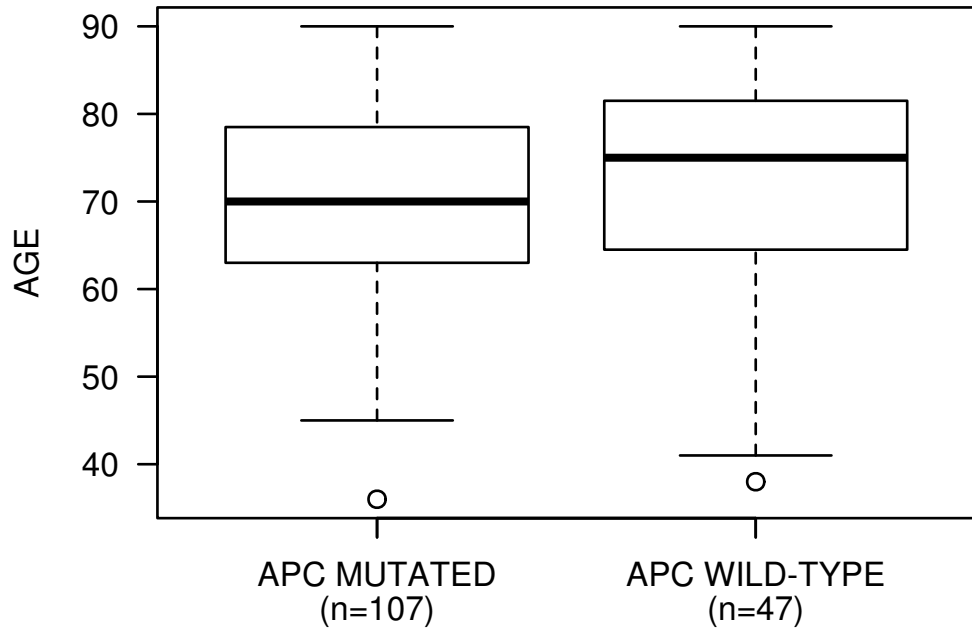 90
80
70
60
50
40
AGE
APC MUTATED
(n=107)
APC WILD-TYPE
(n=47)